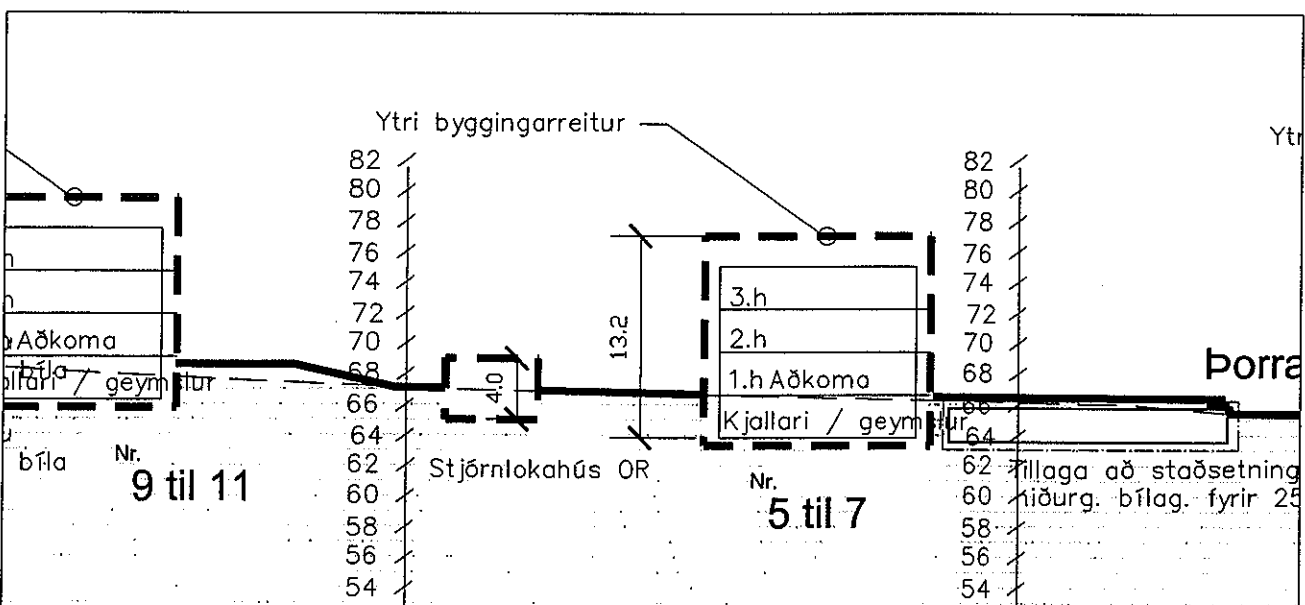 Ytri byggingarreitur
Ytr
82
80
78
76
74
72
70
68
66
64
62
60
58
56
54
82
80
78
76
74
72
70
68
66
64
62
60
58
56
54
h
h
Aðkoma
bíla
geymslur
bíla
Nr.
9 til 11
4.0
Stjórnlokahús OR
13.2
3.h
2.h
1.h Aðkoma
Kjallari / geymslur
Nr.
5 til 7
Þorra
Tillaga að staðsetning
niðurg. bílag. fyrir 25